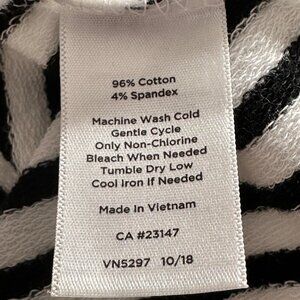 96% Cotton
4% Spandex
Machine Wash Cold
Gentle Cycle
Only Non-Chlorine
Bleach When Needed
Tumble Dry Low
Cool Iron if Needed
Made In Vietnam
CA #23147
VN5297 10/18